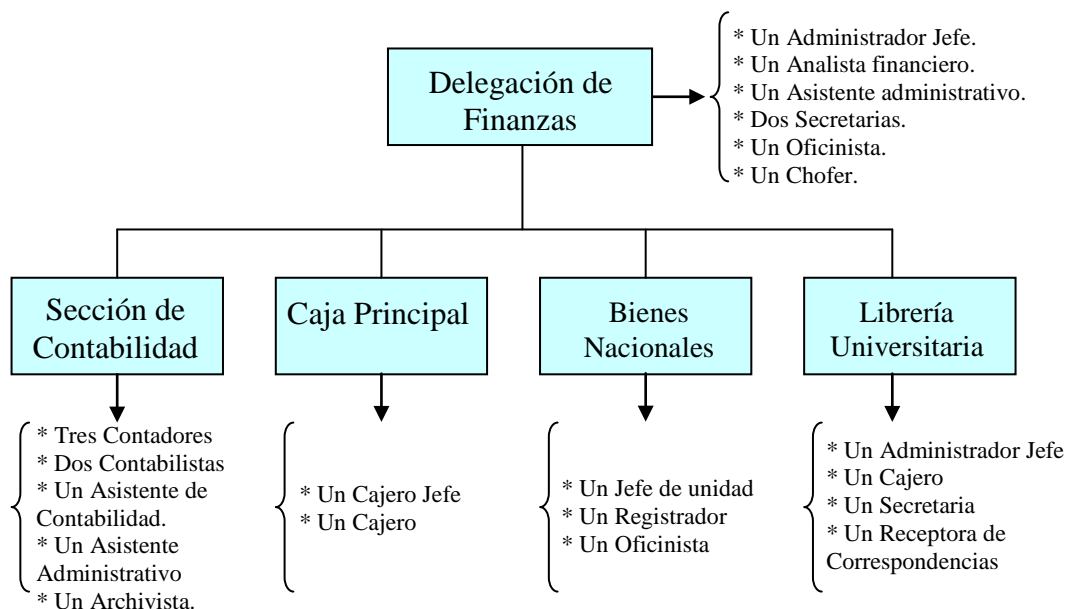 Delegación de
Finanzas
* Un Administrador Jefe.
* Un Analista financiero.
* Un Asistente administrativo.
* Dos Secretarias.
* Un Oficinista.
* Un Chofer.
Sección de
Contabilidad
Caja Principal
Bienes
Nacionales
Librería
Universitaria
* Tres Contadores
* Dos Contabilistas
* Un Asistente de
Contabilidad.
* Un Asistente
Administrativo
* Un Archivista.
* Un Cajero Jefe
* Un Cajero
* Un Jefe de unidad
* Un Registrador
* Un Oficinista
* Un Administrador Jefe
* Un Cajero
* Un Secretaria
* Un Receptora de
Correspondencias